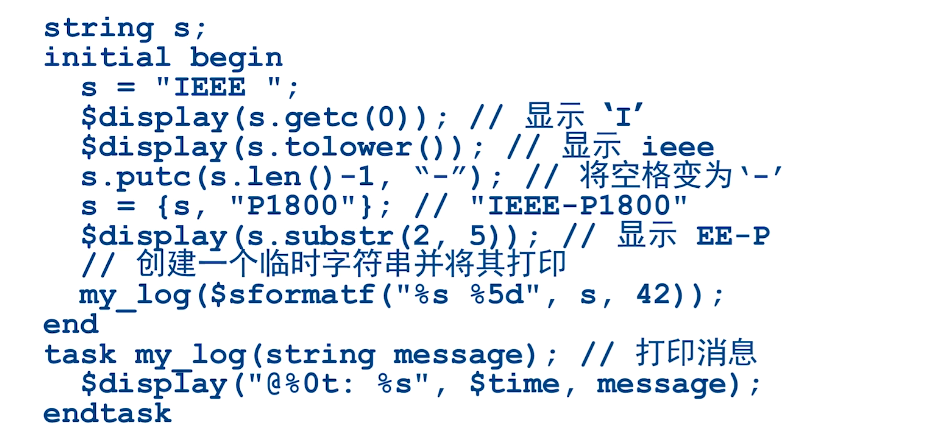 string s;
initial begin
  s = "IEEE ";
  $display(s.getc(0)); // 显示 ‘I’
  $display(s.tolower()); // 显示 ieee
  s.putc(s.len()-1, “-”); // 将空格变为‘-’
  s = {s, "P1800"}; // "IEEE-P1800"
  $display(s.substr(2, 5)); // 显示 EE-P
  // 创建一个临时字符串并将其打印
  my_log($sformatf("%s %5d", s, 42));
end
task my_log(string message); // 打印消息
  $display("@%0t: %s", $time, message);
endtask